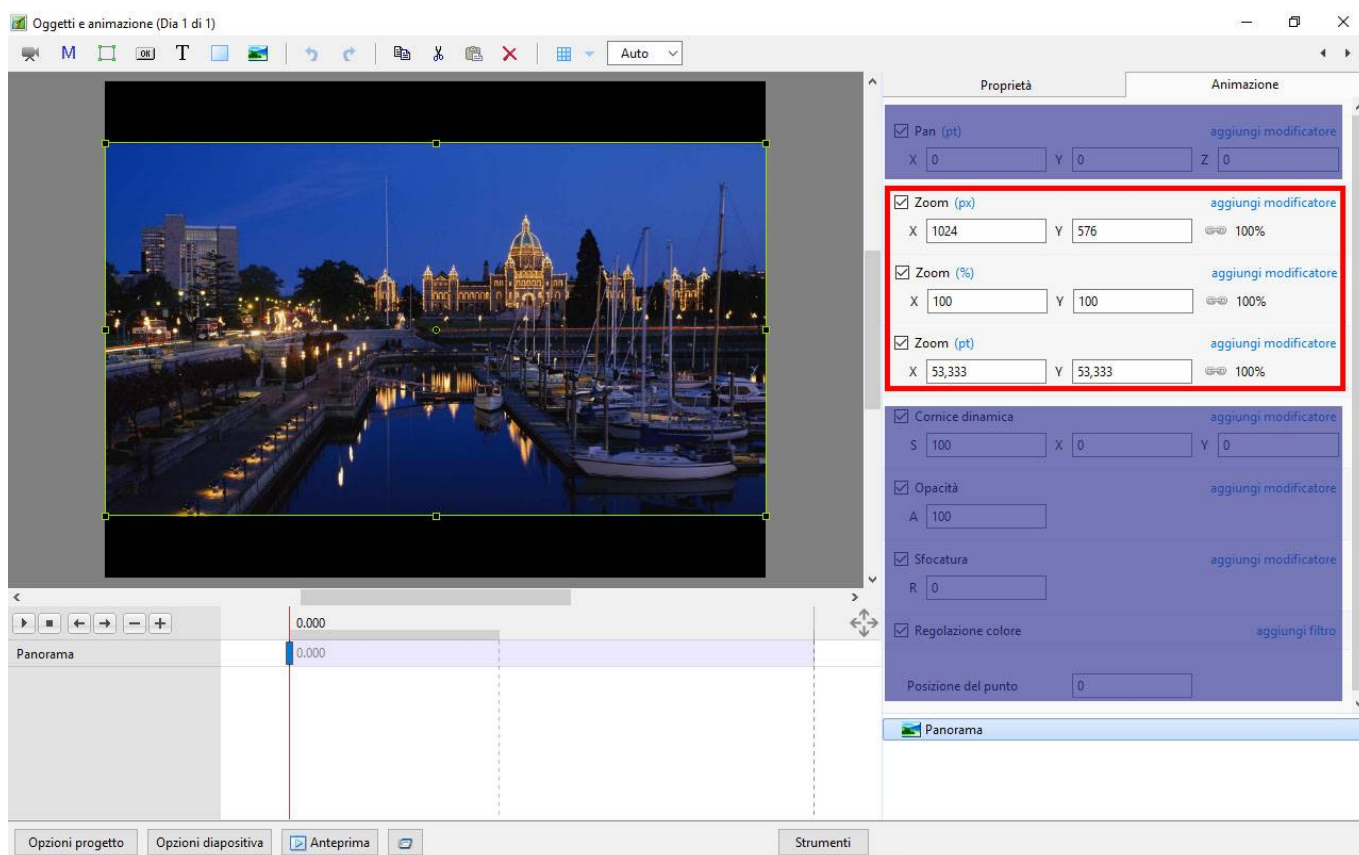 Oggetti e animazione (Dia 1 di 1)
M OK T Auto
Proprietà Animazione
Pan (pt) aggiungi modificatore
X 0 Y 0 Z 0
Zoom (px) aggiungi modificatore
X 1024 Y 576 100%
Zoom (%) aggiungi modificatore
X 100 Y 100 100%
Zoom (pt) aggiungi modificatore
X 53,333 Y 53,333 100%
Cornice dinamica aggiungi modificatore
S 100 X 0 Y 0
Opacità aggiungi modificatore
A 100
Sfocatura aggiungi modificatore
R 0
Regolazione colore aggiungi filtro
Posizione del punto 0
0.000
Panorama 0.000
Panorama
Opzioni progetto Opzioni diapositiva Anteprima Strumenti